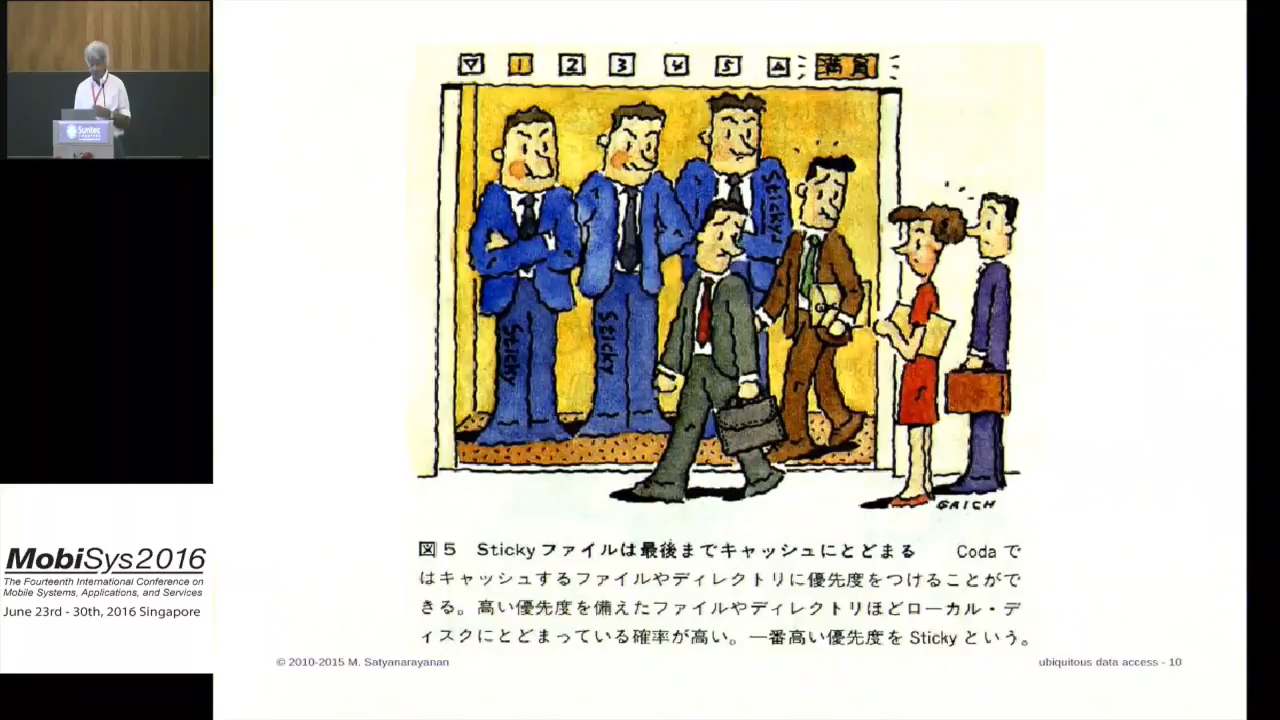 ▽ 1 2 3 4 5 △ 満員
Sticky
Sticky
Sticky
GAICH
図5 Stickyファイルは最後までキャッシュにとどまる Codaで
はキャッシュするファイルやディレクトリに優先度をつけることがで
きる。高い優先度を備えたファイルやディレクトリほどローカル・デ
ィスクにとどまっている確率が高い。一番高い優先度をStickyという。
© 2010-2015 M. Satyanarayanan
ubiquitous data access - 10
Suntec
MobiSys2016
The Fourteenth International Conference on
Mobile Systems, Applications, and Services
June 23rd - 30th, 2016 Singapore